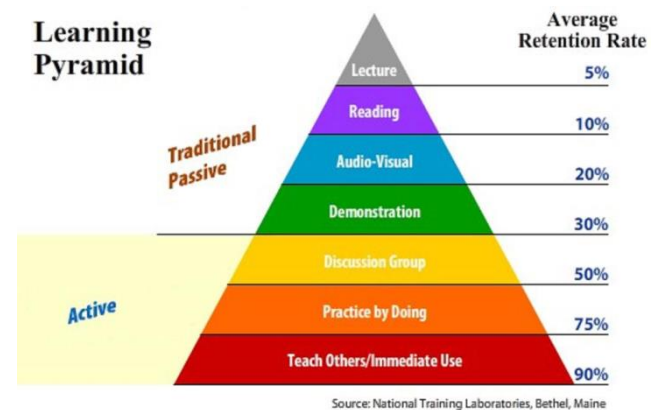 Learning
Pyramid
Average
Retention Rate
Lecture
5%
Reading
10%
Traditional
Passive
Audio-Visual
20%
Demonstration
30%
Discussion Group
50%
Active
Practice by Doing
75%
Teach Others/Immediate Use
90%
Source: National Training Laboratories, Bethel, Maine